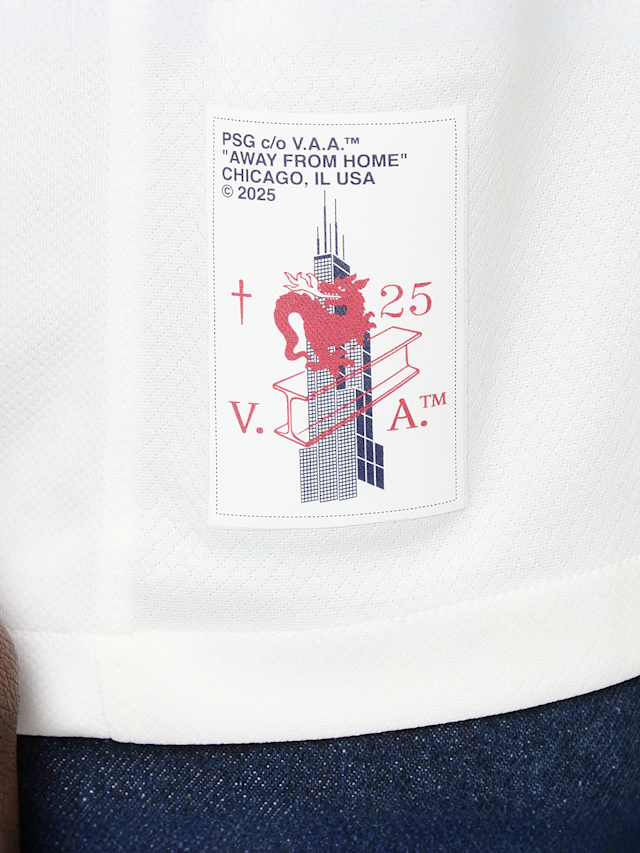 PSG c/o V.A.A.™
"AWAY FROM HOME"
CHICAGO, IL USA
© 2025
† 25
V. A.™